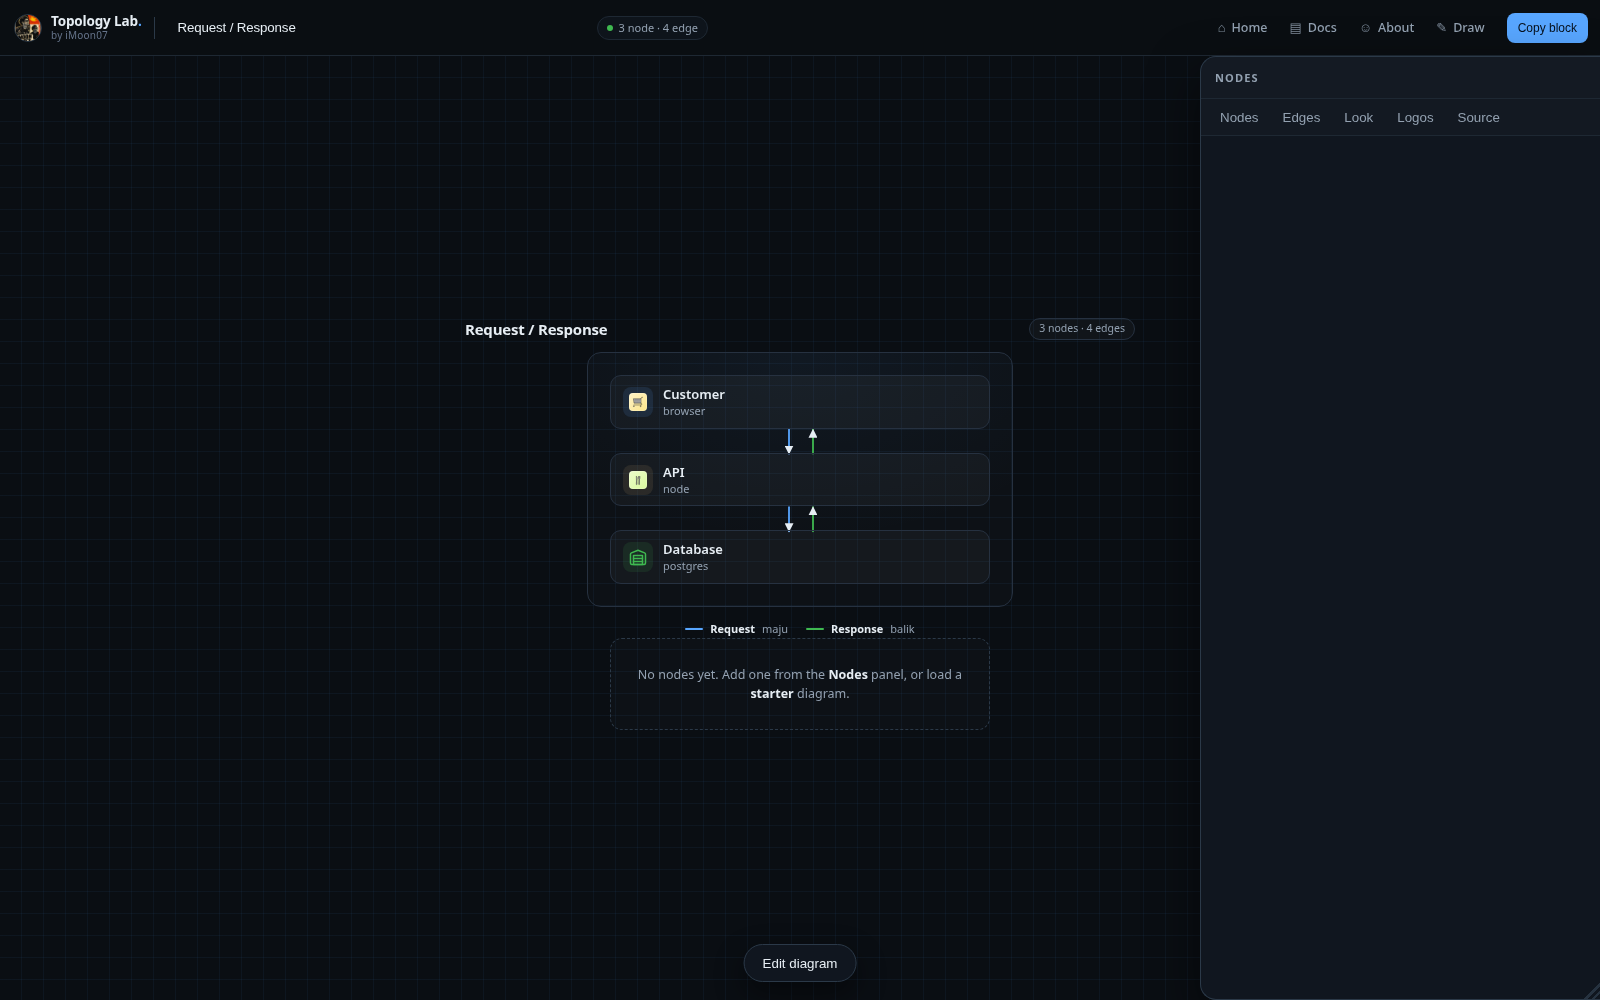 Topology Lab.
by iMoon07
Request / Response
3 node · 4 edge
Home
Docs
About
Draw
Copy block
NODES
Nodes
Edges
Look
Logos
Source
Request / Response
3 nodes · 4 edges
Customer
browser
API
node
Database
postgres
Request maju
Response balik
No nodes yet. Add one from the Nodes panel, or load a
starter diagram.
Edit diagram